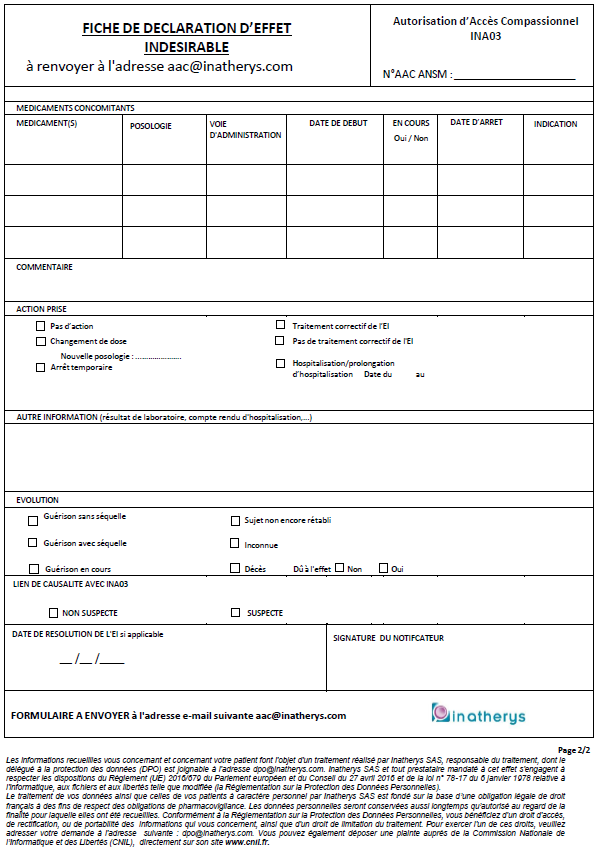 FICHE DE DECLARATION D'EFFET
INDESIRABLE
à renvoyer à l'adresse aac@inatherys.com
Autorisation d'Accès Compassionnel
INA03
N°AAC ANSM : ____________________
MEDICAMENTS CONCOMITANTS
MEDICAMENT(S) POSOLOGIE VOIE D'ADMINISTRATION DATE DE DEBUT EN COURS Oui / Non DATE D'ARRET INDICATION
COMMENTAIRE
ACTION PRISE
Pas d'action
Changement de dose
Nouvelle posologie : .....................
Arrêt temporaire
Traitement correctif de l'EI
Pas de traitement correctif de l'EI
Hospitalisation/prolongation
d'hospitalisation Date du au
AUTRE INFORMATION (résultat de laboratoire, compte rendu d'hospitalisation,…)
EVOLUTION
Guérison sans séquelle
Guérison avec séquelle
Guérison en cours
Sujet non encore rétabli
Inconnue
Décès Dû à l'effet Non Oui
LIEN DE CAUSALITE AVEC INA03
NON SUSPECTE SUSPECTE
DATE DE RESOLUTION DE L'EI si applicable
__ /__ /____
SIGNATURE DU NOTIFCATEUR
FORMULAIRE A ENVOYER à l'adresse e-mail suivante aac@inatherys.com
Inatherys
Page 2/2
Les informations recueillies vous concernant et concernant votre patient font l'objet d'un traitement réalisé par Inatherys SAS, responsable du traitement, dont le
délégué à la protection des données (DPO) est joignable à l'adresse dpo@inatherys.com. Inatherys SAS et tout prestataire mandaté à cet effet s'engagent à
respecter les dispositions du Règlement (UE) 2016/679 du Parlement européen et du Conseil du 27 avril 2016 et de la loi n° 78-17 du 6 janvier 1978 relative à
l'informatique, aux fichiers et aux libertés telle que modifiée (la Réglementation sur la Protection des Données Personnelles).
Le traitement de vos données ainsi que celles de vos patients à caractère personnel par Inatherys SAS est fondé sur la base d'une obligation légale de droit
français à des fins de respect des obligations de pharmacovigilance. Les données personnelles seront conservées aussi longtemps qu'autorisé au regard de la
finalité pour laquelle elles ont été recueillies. Conformément à la Réglementation sur la Protection des Données Personnelles, vous bénéficiez d'un droit d'accès,
de rectification, ou de portabilité des informations qui vous concernent, ainsi que d'un droit de limitation du traitement. Pour exercer l'un de ces droits, veuillez
adresser votre demande à l'adresse suivante : dpo@inatherys.com. Vous pouvez également déposer une plainte auprès de la Commission Nationale de
l'Informatique et des Libertés (CNIL), directement sur son site www.cnil.fr.